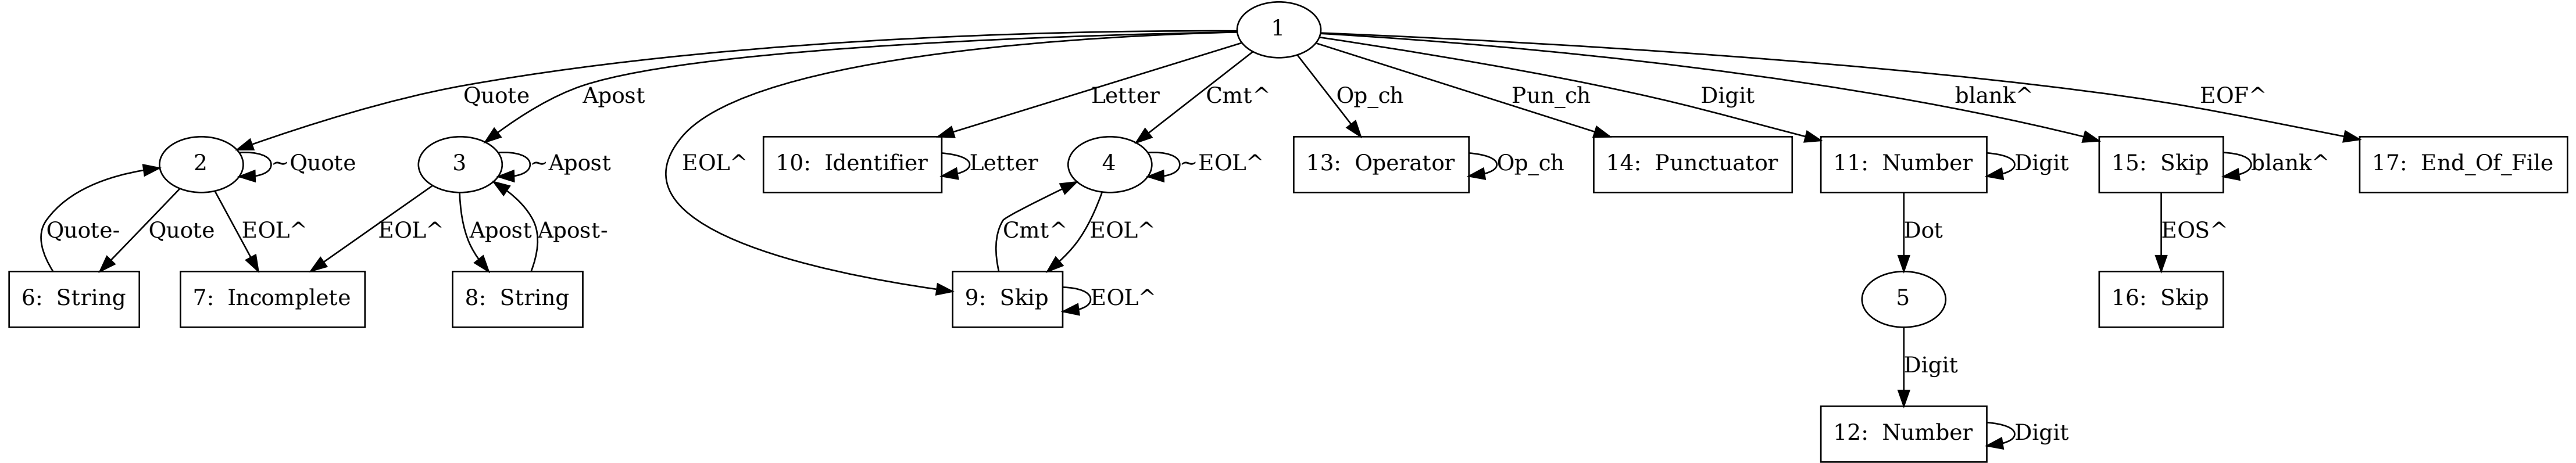 1
Quote Apost Letter Cmt^ Op_ch Pun_ch Digit blank^ EOF^
2 ~Quote 3 ~Apost EOL^ 10: Identifier Letter 4 ~EOL^ 13: Operator Op_ch 14: Punctuator 11: Number Digit 15: Skip blank^ 17: End_Of_File
Quote- Quote EOL^ EOL^ Apost Apost- Cmt^ EOL^ Dot EOS^
6: String 7: Incomplete 8: String 9: Skip EOL^ 5 16: Skip
Digit
12: Number Digit